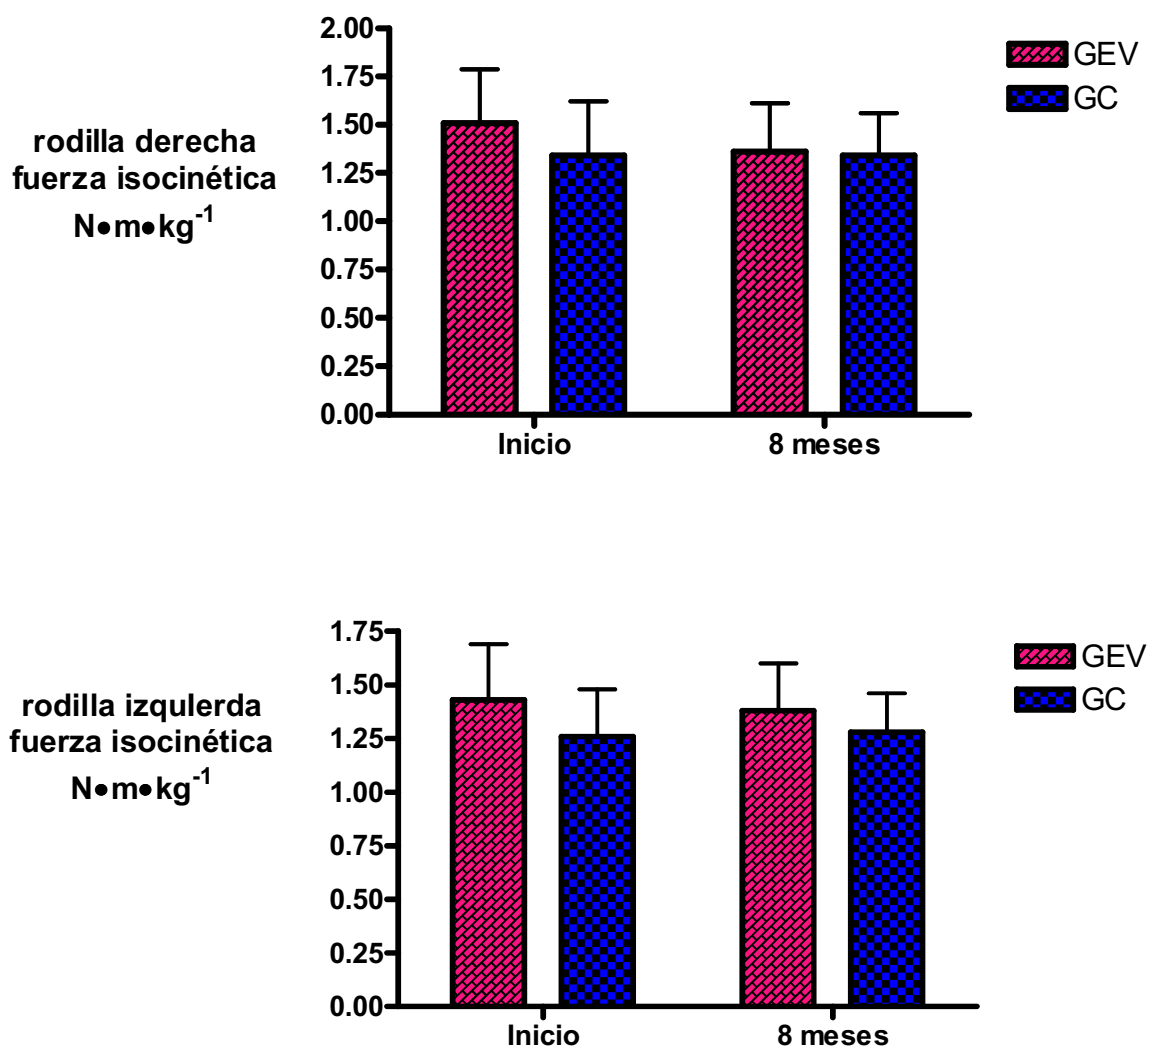 2.00
1.75
1.50
1.25
1.00
0.75
0.50
0.25
0.00
rodilla derecha
fuerza isocinética
N•m•kg-1
Inicio 8 meses
GEV
GC
1.75
1.50
1.25
1.00
0.75
0.50
0.25
0.00
rodilla izqulerda
fuerza isocinética
N•m•kg-1
Inicio 8 meses
GEV
GC